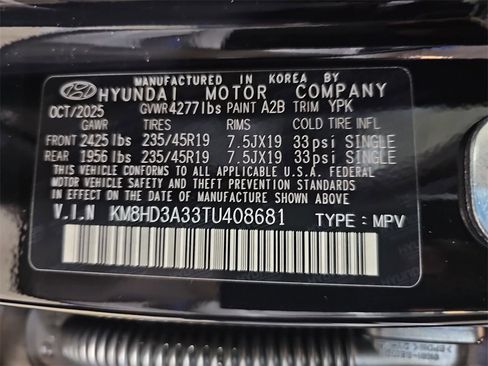 MANUFACTURED IN KOREA BY
HYUNDAI MOTOR COMPANY
OCT/2025 GVWR 4277lbs PAINT A2B TRIM YPK
GAWR TIRES RIMS COLD TIRE INFL
FRONT 2425 lbs 235/45R19 7.5JX19 33psi SINGLE
REAR 1956 lbs 235/45R19 7.5JX19 33psi SINGLE
THIS VEHICLE CONFORMS TO ALL APPLICABLE U.S.A. FEDERAL
MOTOR VEHICLE SAFETY, BUMPER, AND THEFT PREVENTION STANDARDS
IN EFFECT ON THE DATE OF MANUFACTURE SHOWN ABOVE
V.I.N KM8HD3A33TU408681 TYPE : MPV